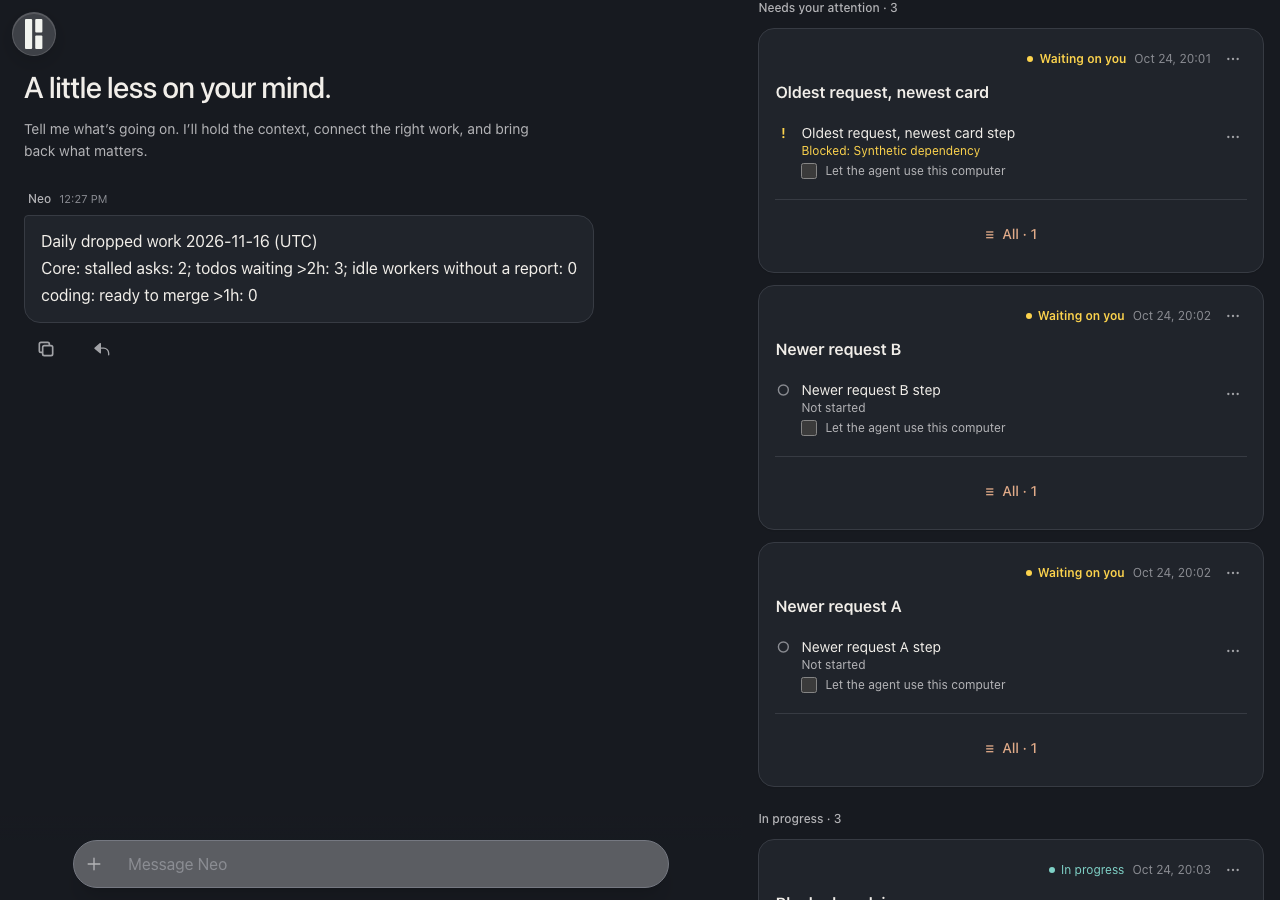 A little less on your mind.
Tell me what's going on. I'll hold the context, connect the right work, and bring
back what matters.
Neo 12:27 PM
Daily dropped work 2026-11-16 (UTC)
Core: stalled asks: 2; todos waiting >2h: 3; idle workers without a report: 0
coding: ready to merge >1h: 0
Message Neo
Needs your attention · 3
Waiting on you Oct 24, 20:01
Oldest request, newest card
! Oldest request, newest card step
Blocked: Synthetic dependency
Let the agent use this computer
All · 1
Waiting on you Oct 24, 20:02
Newer request B
Newer request B step
Not started
Let the agent use this computer
All · 1
Waiting on you Oct 24, 20:02
Newer request A
Newer request A step
Not started
Let the agent use this computer
All · 1
In progress · 3
In progress Oct 24, 20:03